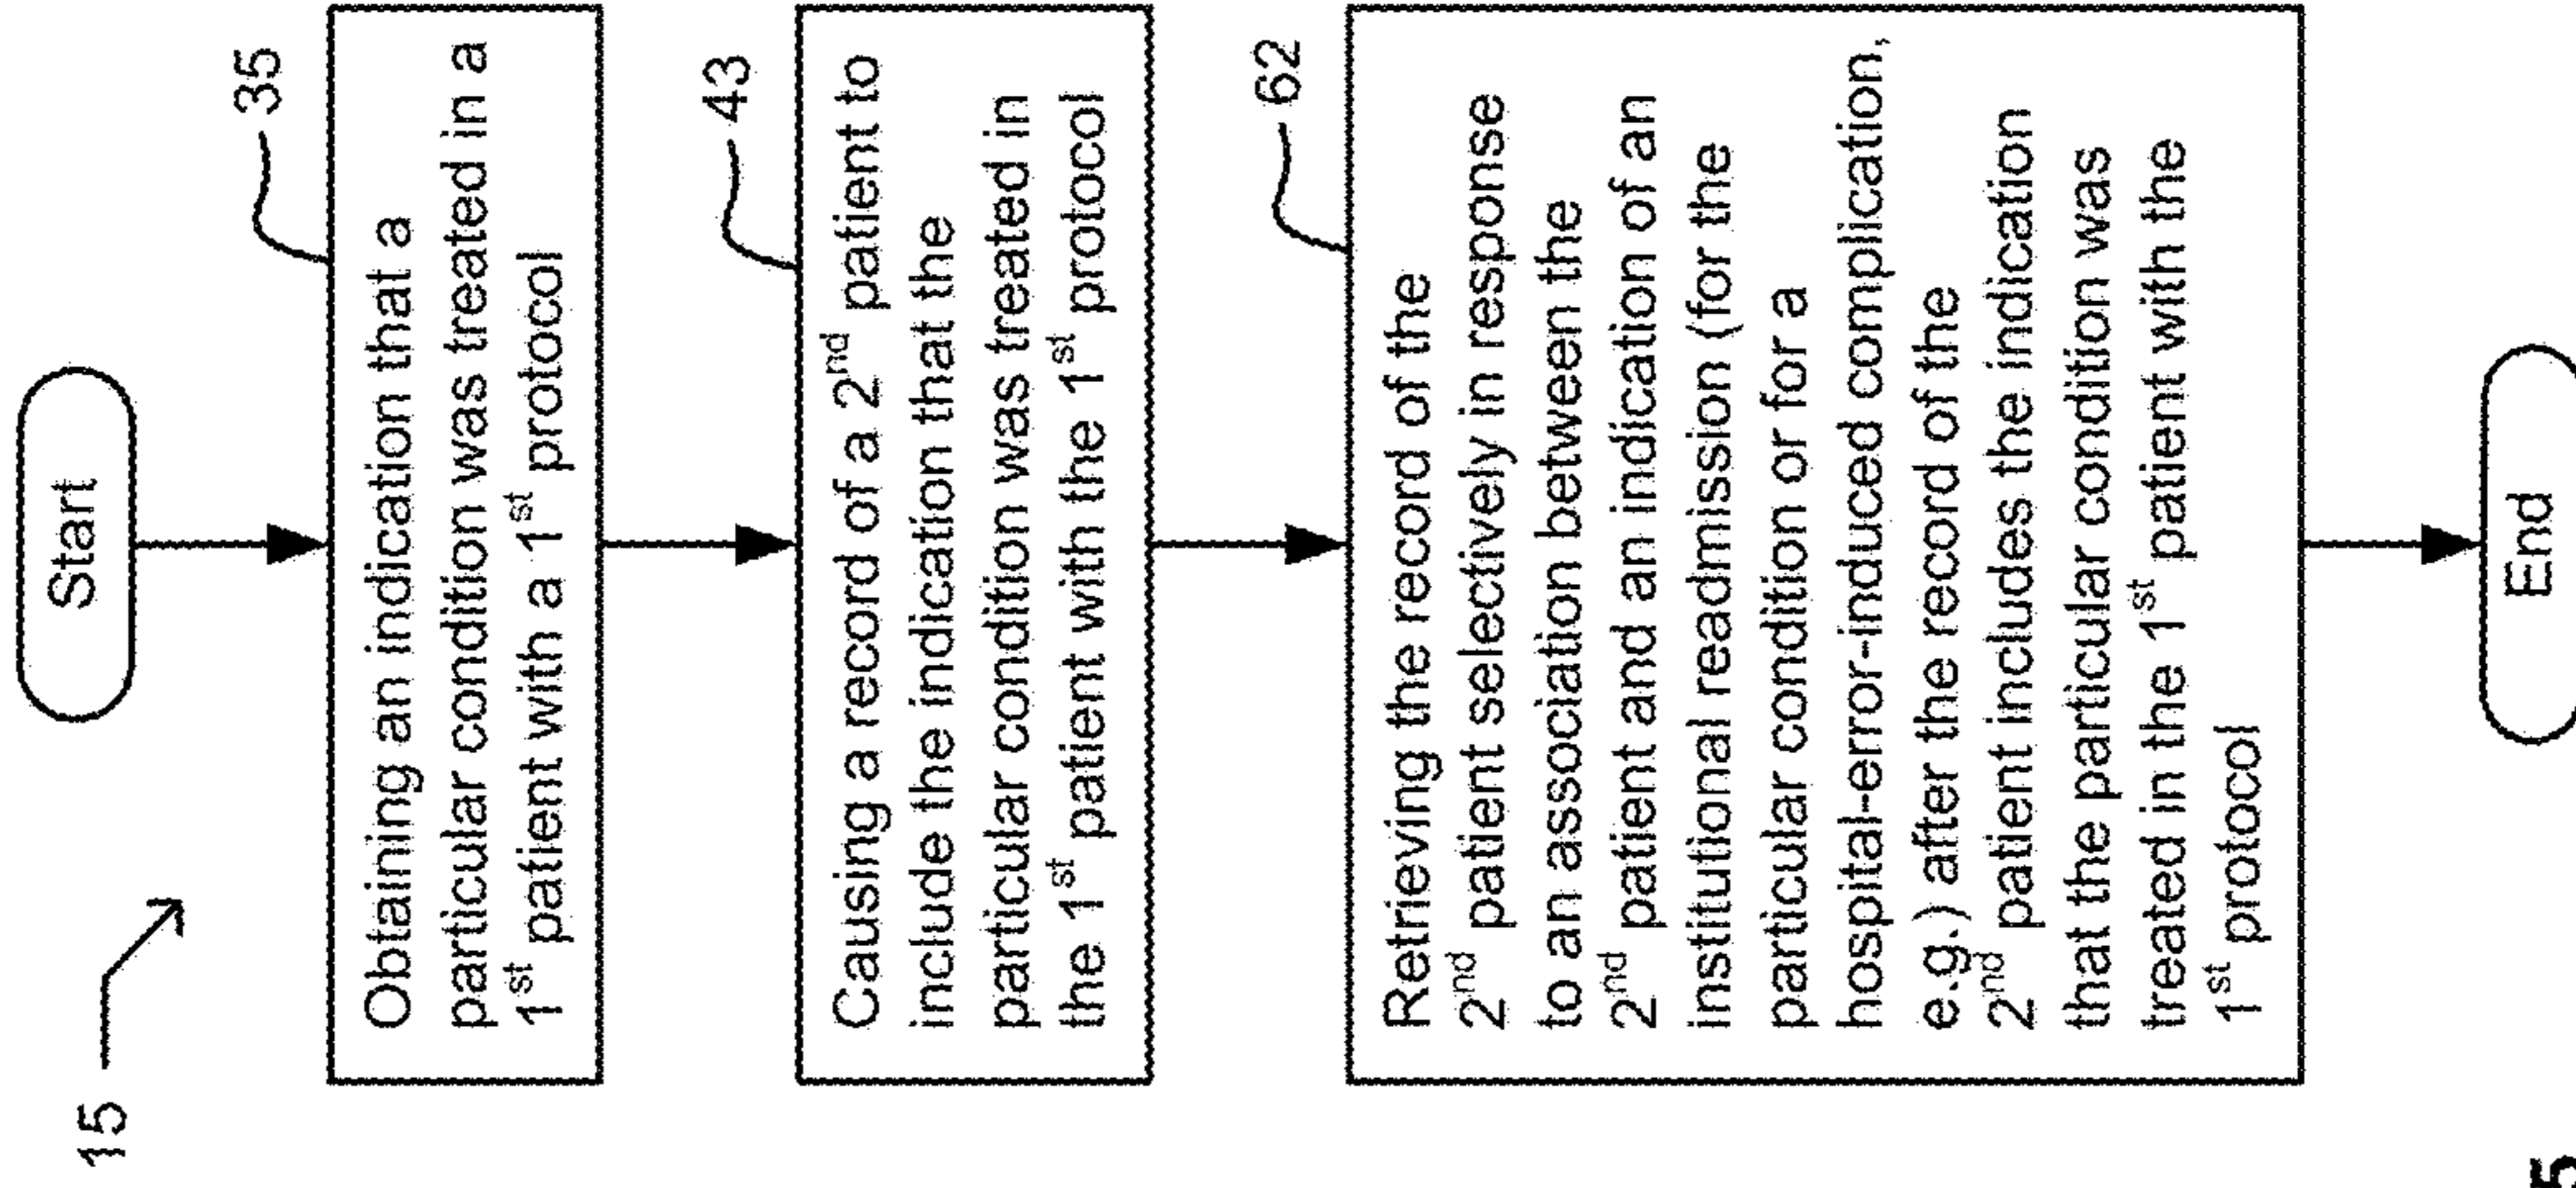 15
Start
35
Obtaining an indication that a
particular condition was treated in a
1st patient with a 1st protocol
43
Causing a record of a 2nd patient to
include the indication that the
particular condition was treated in
the 1st patient with the 1st protocol
62
Retrieving the record of the
2nd patient selectively in response
to an association between the
2nd patient and an indication of an
institutional readmission (for the
particular condition or for a
hospital-error-induced complication,
e.g.) after the record of the
2nd patient includes the indication
that the particular condition was
treated in the 1st patient with the
1st protocol
End
5